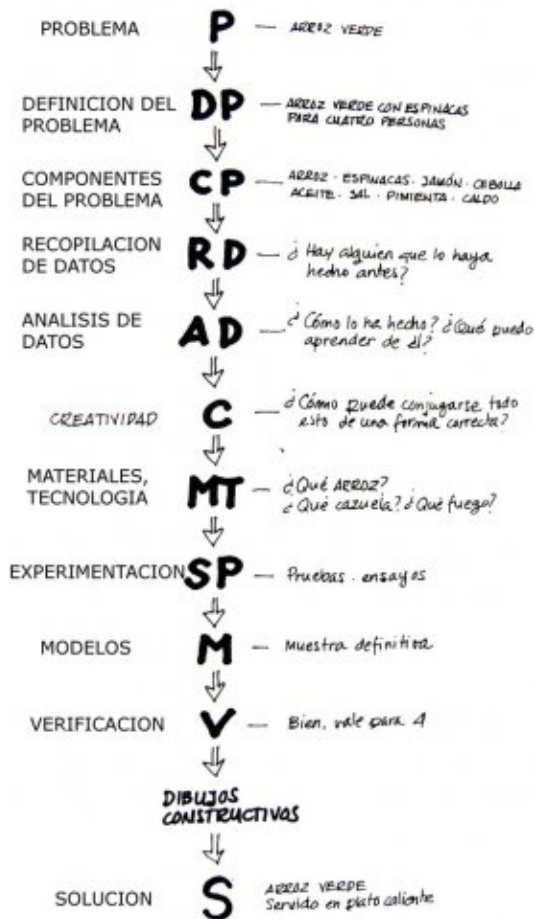 PROBLEMA P — ARROZ VERDE
DEFINICION DEL PROBLEMA DP — ARROZ VERDE CON ESPINACAS
PARA CUATRO PERSONAS
COMPONENTES DEL PROBLEMA CP — ARROZ · ESPINACAS · JAMÓN · CEBOLLA
ACEITE · SAL · PIMIENTA · CALDO
RECOPILACION DE DATOS RD — ¿Hay alguien que lo haya
hecho antes?
ANALISIS DE DATOS AD — ¿Cómo lo ha hecho? ¿Qué puedo
aprender de él?
CREATIVIDAD C — ¿Cómo puede conjugarse todo
esto de una forma correcta?
MATERIALES, TECNOLOGIA MT — ¿Qué ARROZ?
¿Qué cazuela? ¿Qué fuego?
EXPERIMENTACION SP — Pruebas · ensayos
MODELOS M — Muestra definitiva
VERIFICACION V — Bien, vale para 4
DIBUJOS
CONSTRUCTIVOS
SOLUCION S ARROZ VERDE
Servido en plato caliente